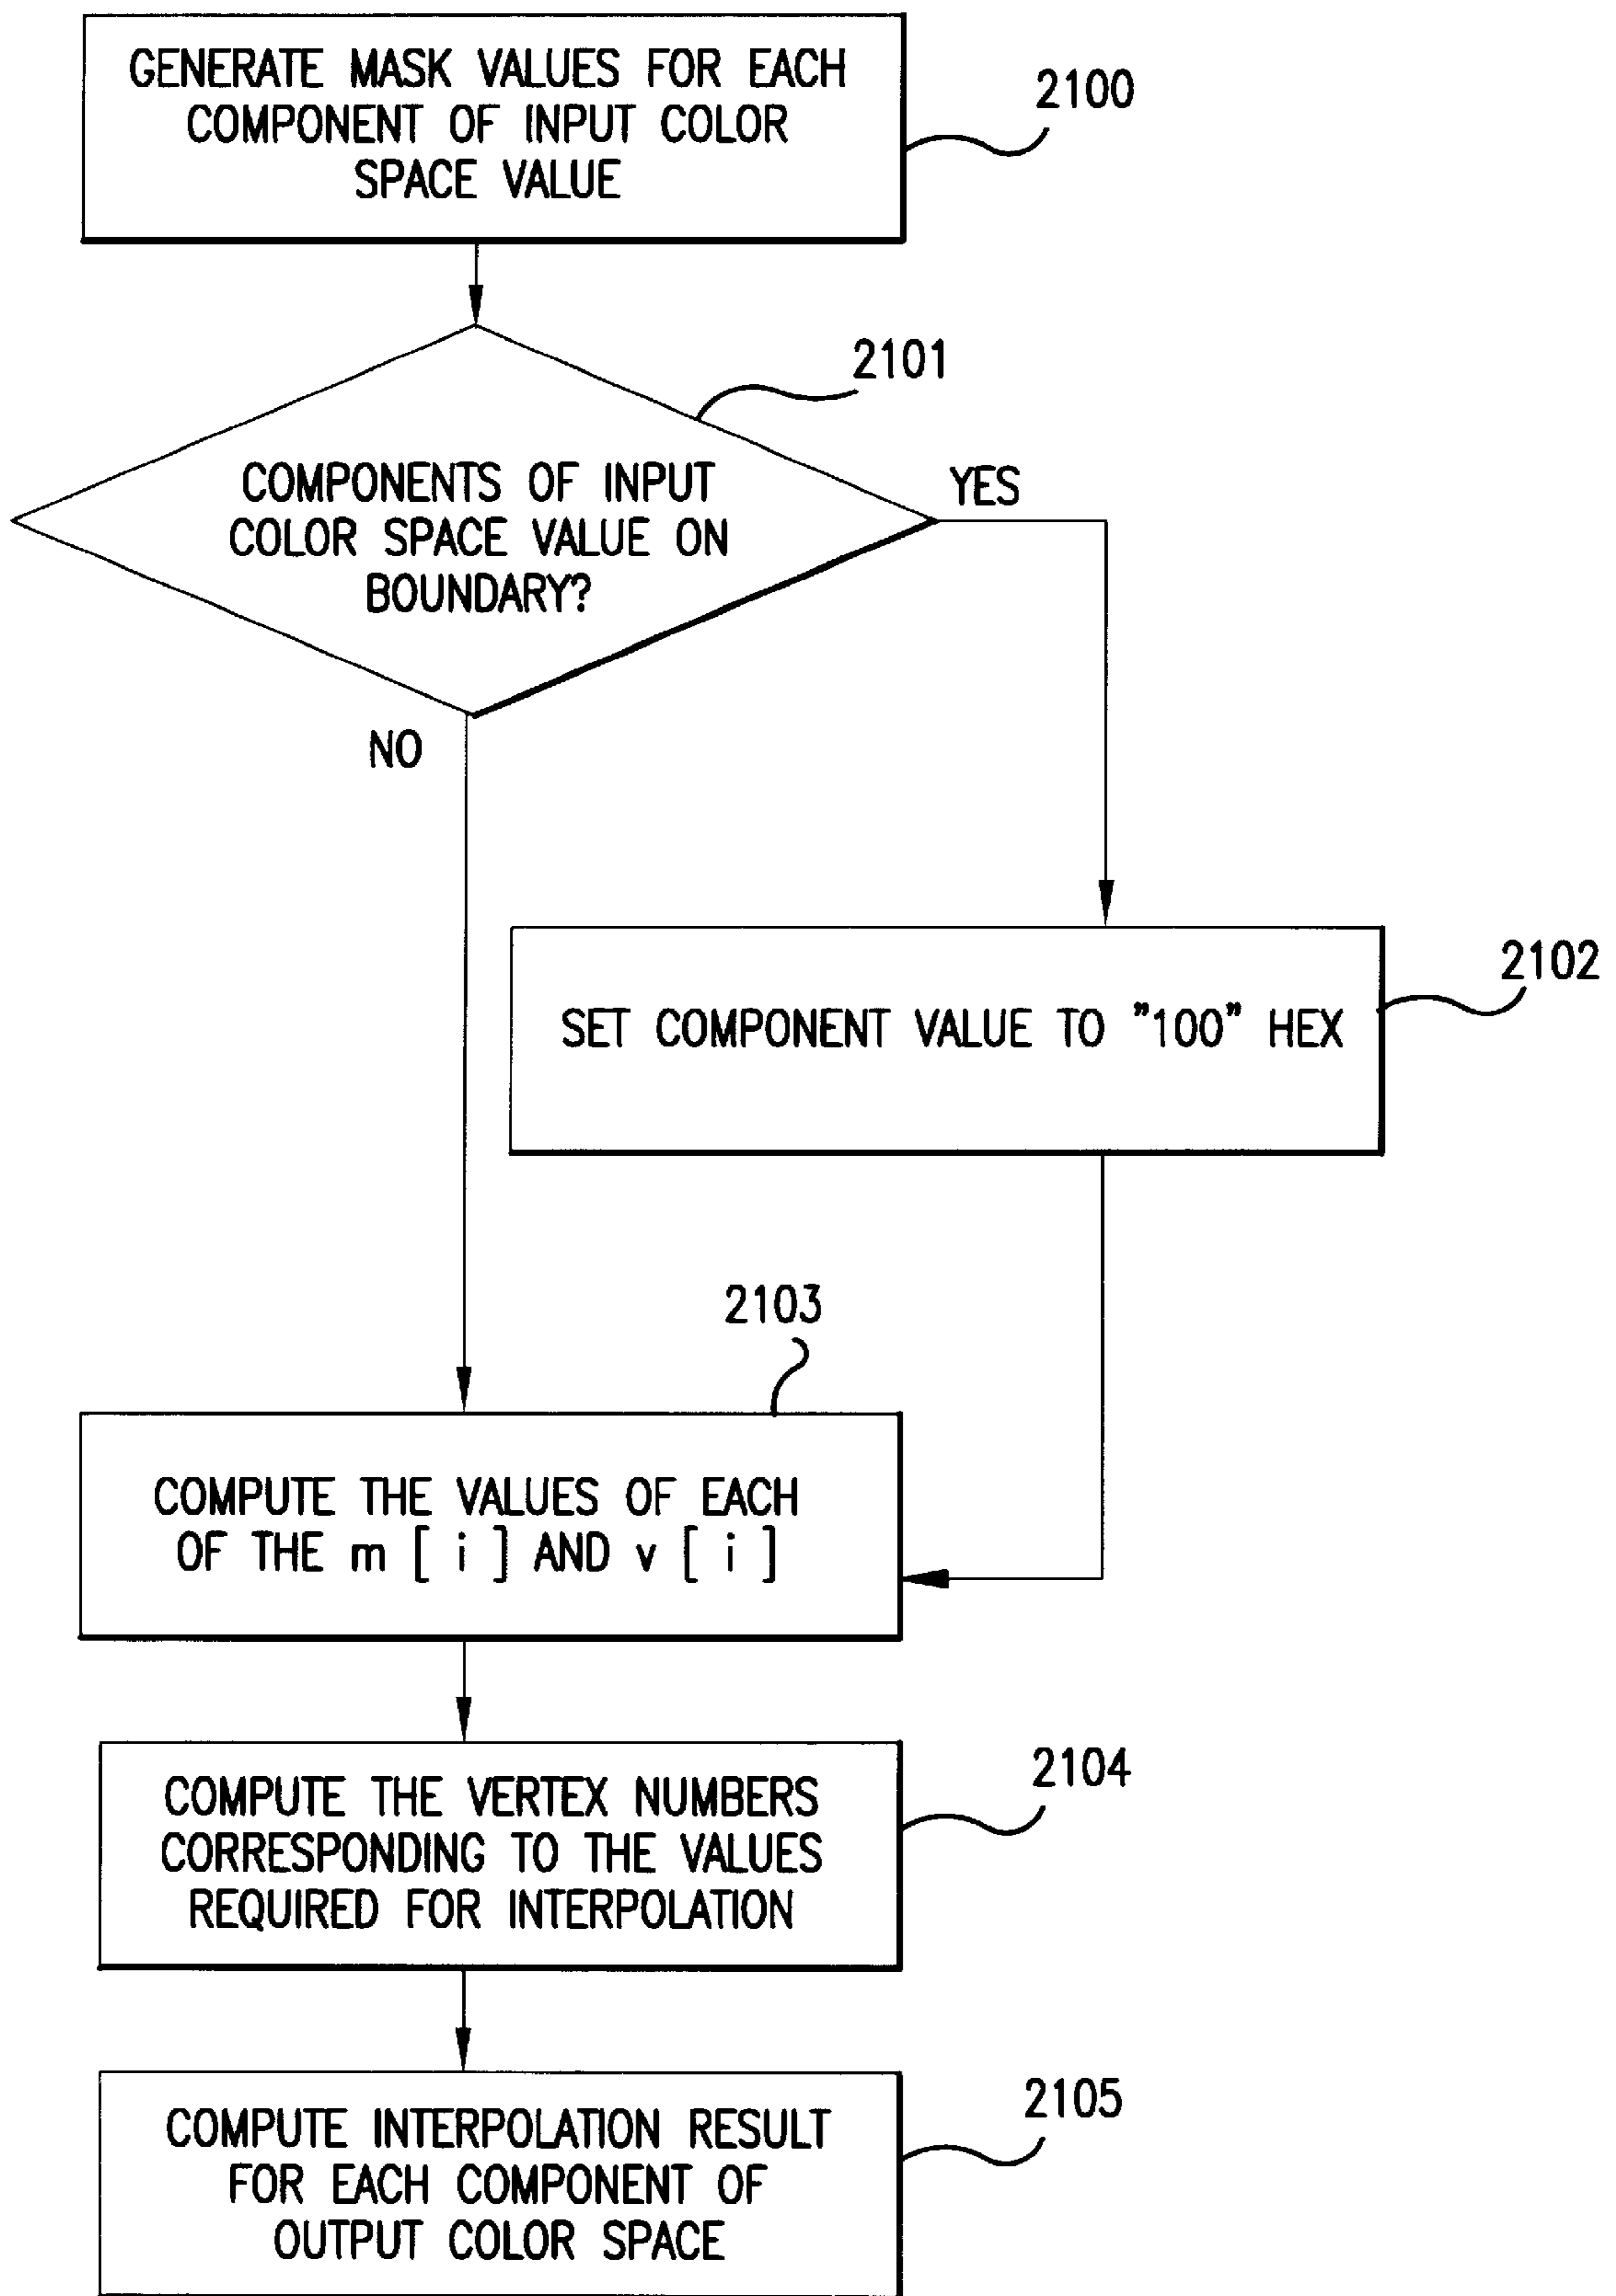 GENERATE MASK VALUES FOR EACH
COMPONENT OF INPUT COLOR
SPACE VALUE
2100
2101
COMPONENTS OF INPUT
COLOR SPACE VALUE ON
BOUNDARY?
YES
NO
2102
SET COMPONENT VALUE TO "100" HEX
2103
COMPUTE THE VALUES OF EACH
OF THE m [ i ] AND v [ i ]
2104
COMPUTE THE VERTEX NUMBERS
CORRESPONDING TO THE VALUES
REQUIRED FOR INTERPOLATION
2105
COMPUTE INTERPOLATION RESULT
FOR EACH COMPONENT OF
OUTPUT COLOR SPACE